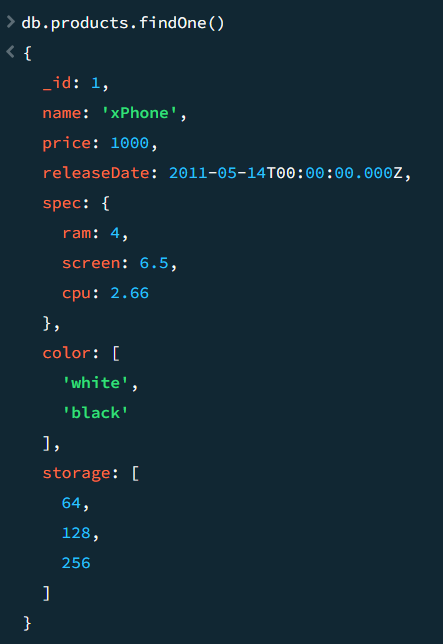 > db.products.findOne()
< {
_id: 1,
name: 'xPhone',
price: 1000,
releaseDate: 2011-05-14T00:00:00.000Z,
spec: {
ram: 4,
screen: 6.5,
cpu: 2.66
},
color: [
'white',
'black'
],
storage: [
64,
128,
256
]
}